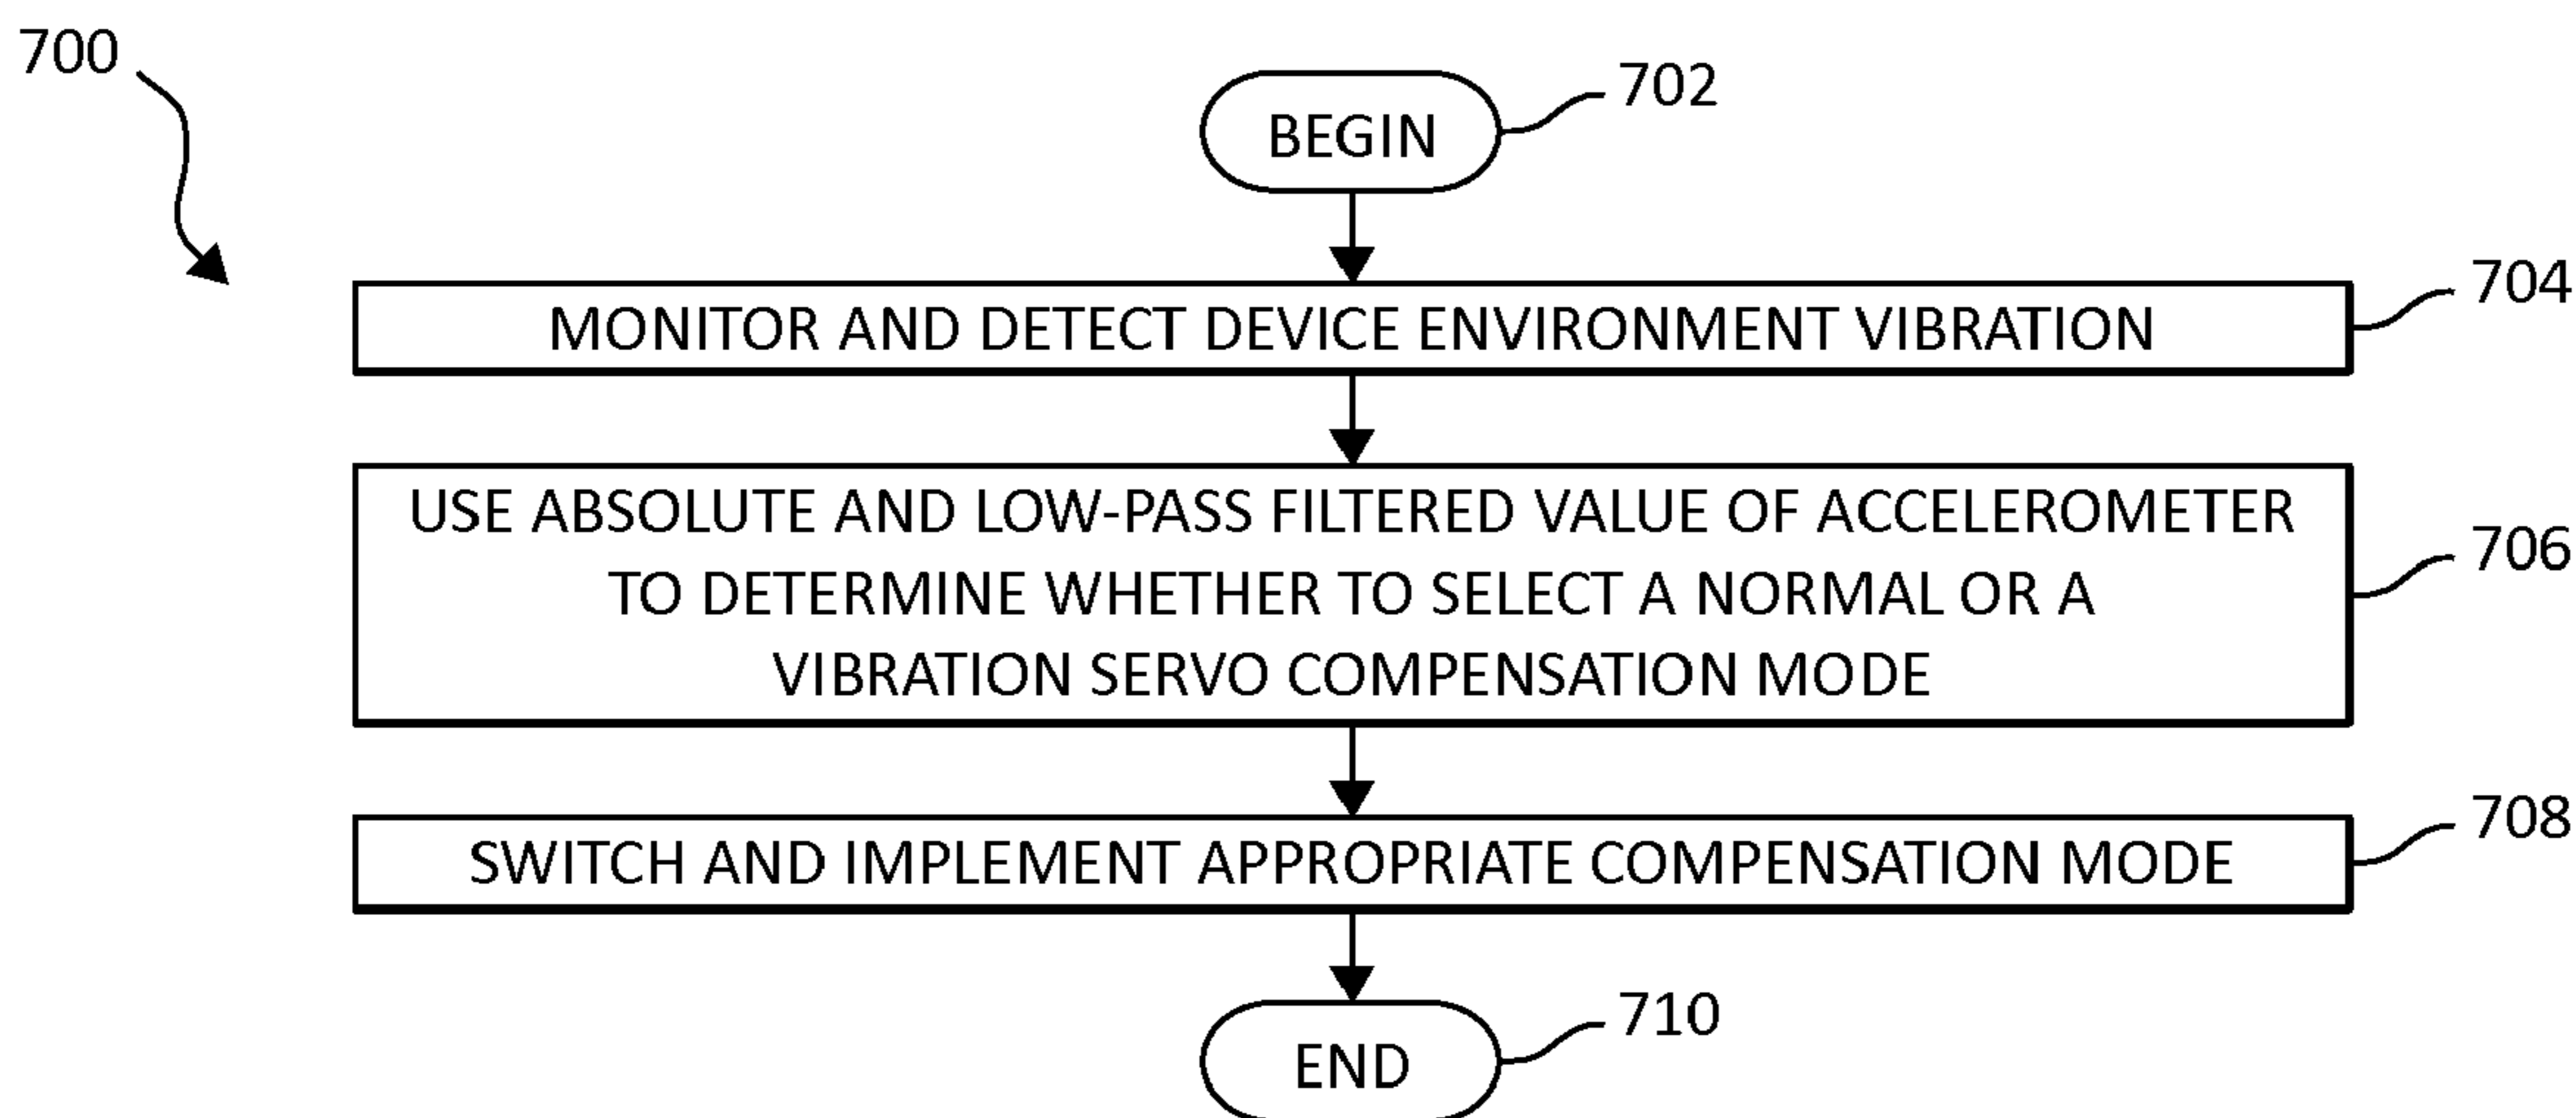 700
BEGIN
702
MONITOR AND DETECT DEVICE ENVIRONMENT VIBRATION
704
USE ABSOLUTE AND LOW-PASS FILTERED VALUE OF ACCELEROMETER
TO DETERMINE WHETHER TO SELECT A NORMAL OR A
VIBRATION SERVO COMPENSATION MODE
706
SWITCH AND IMPLEMENT APPROPRIATE COMPENSATION MODE
708
END
710